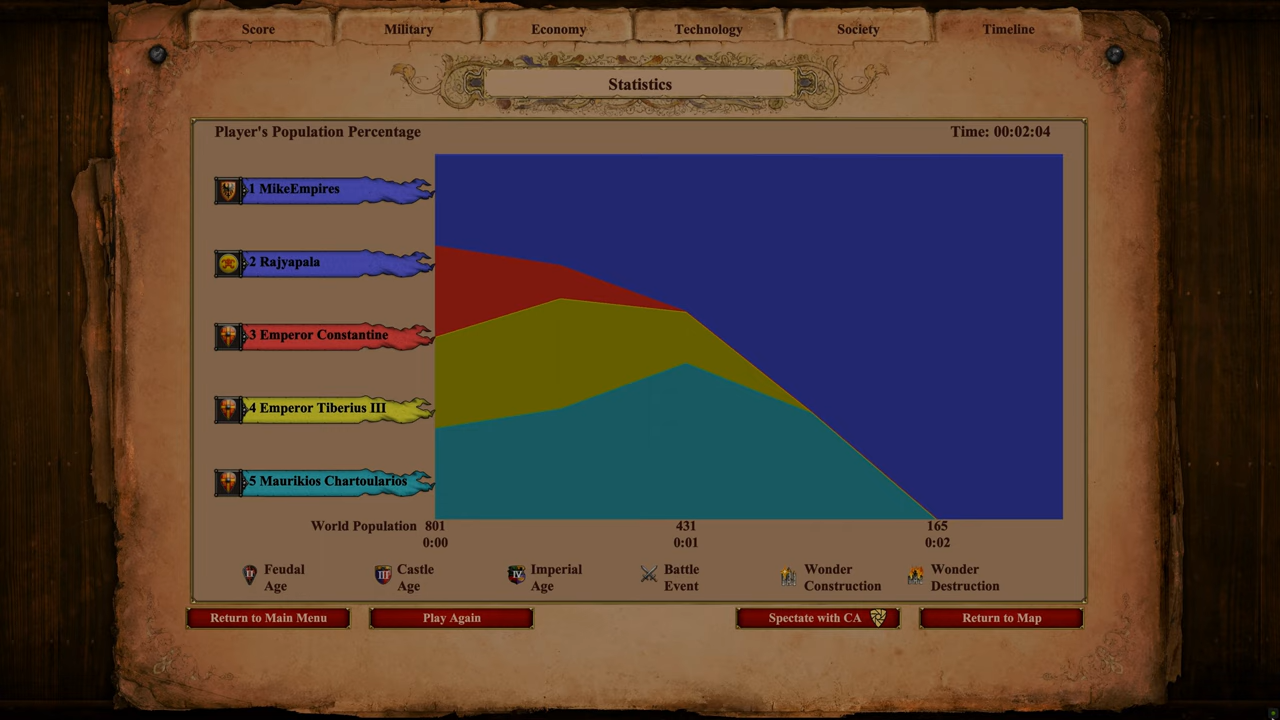 Score
Military
Economy
Technology
Society
Timeline
Statistics
Player's Population Percentage
Time: 00:02:04
1 MikeEmpires
2 Rajyapala
3 Emperor Constantine
4 Emperor Tiberius III
5 Maurikios Chartoularios
World Population 801 431 165
0:00 0:01 0:02
II Feudal
Age
III Castle
Age
IV Imperial
Age
Battle
Event
Wonder
Construction
Wonder
Destruction
Return to Main Menu
Play Again
Spectate with CA
Return to Map